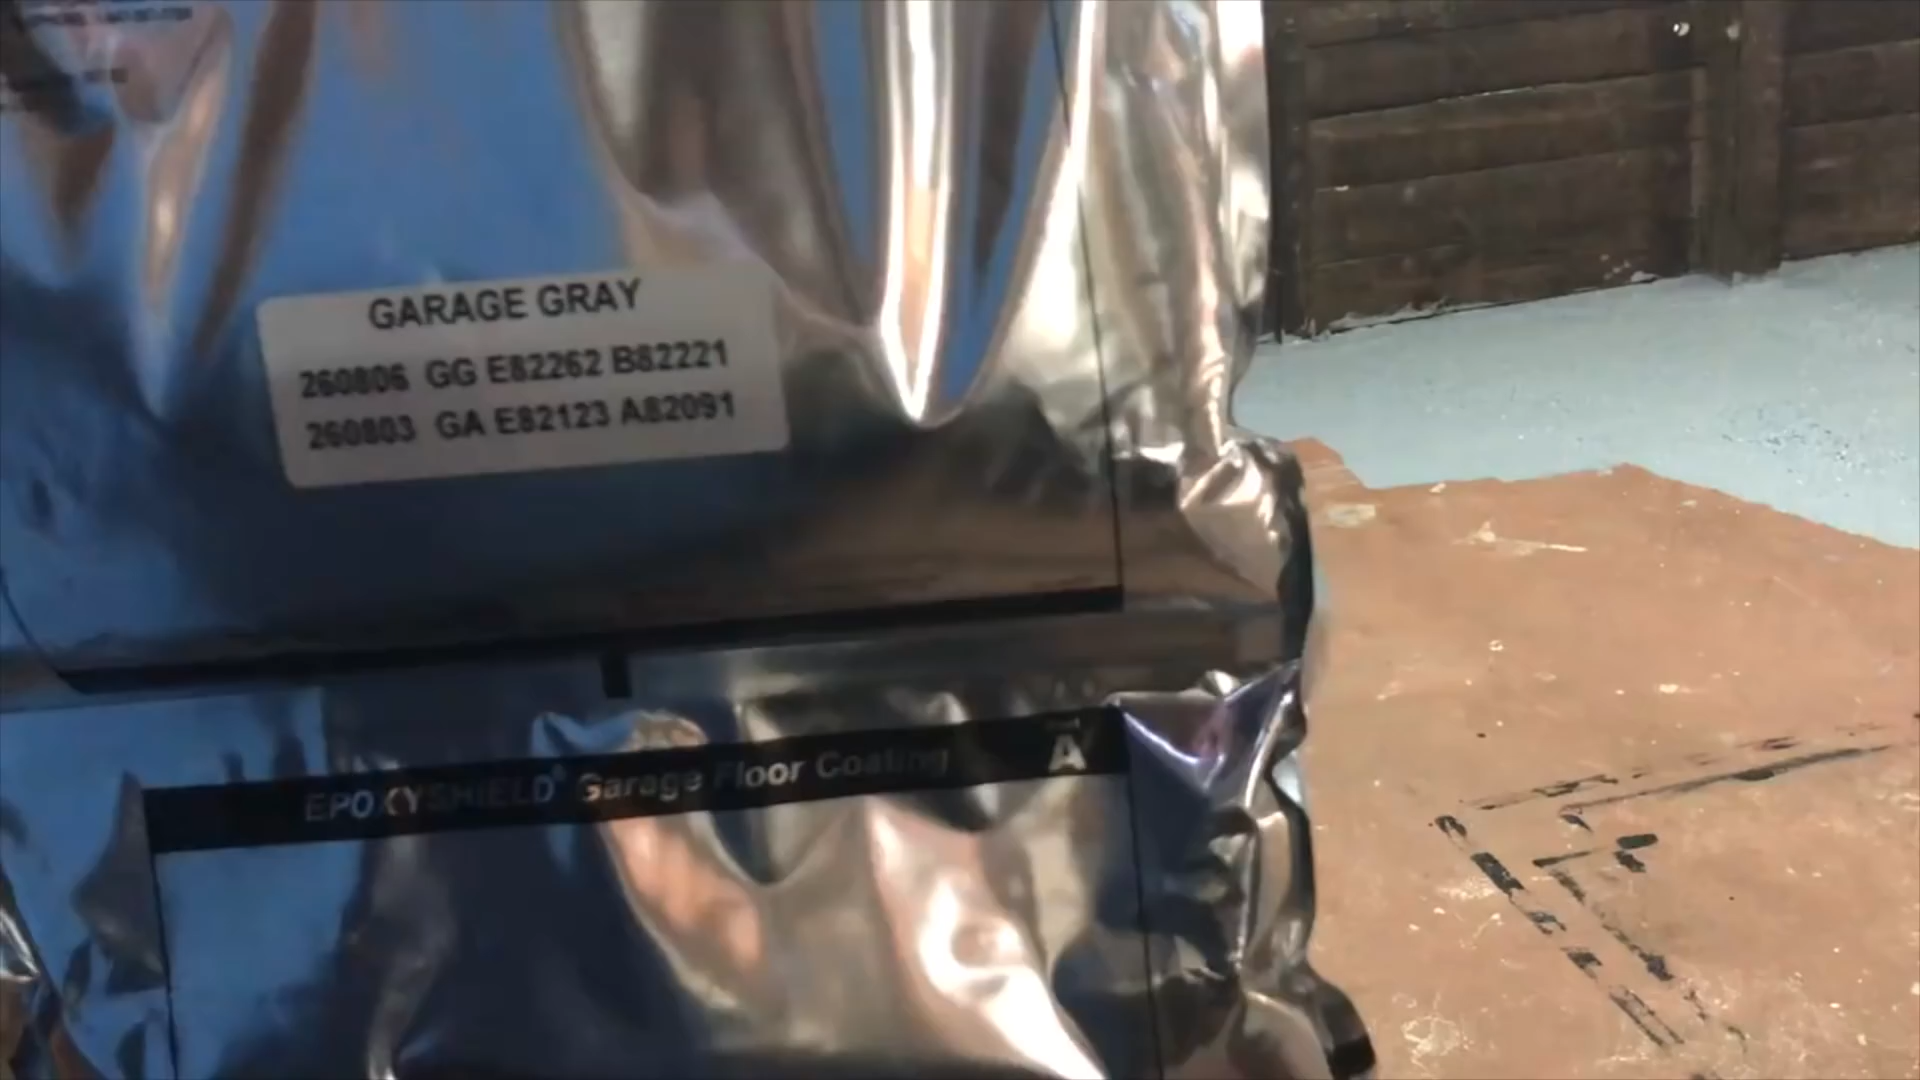 GARAGE GRAY
260806 GG E82262 B82221
260803 GA E82123 A82091
EPOXYSHIELD® Garage Floor Coating
A